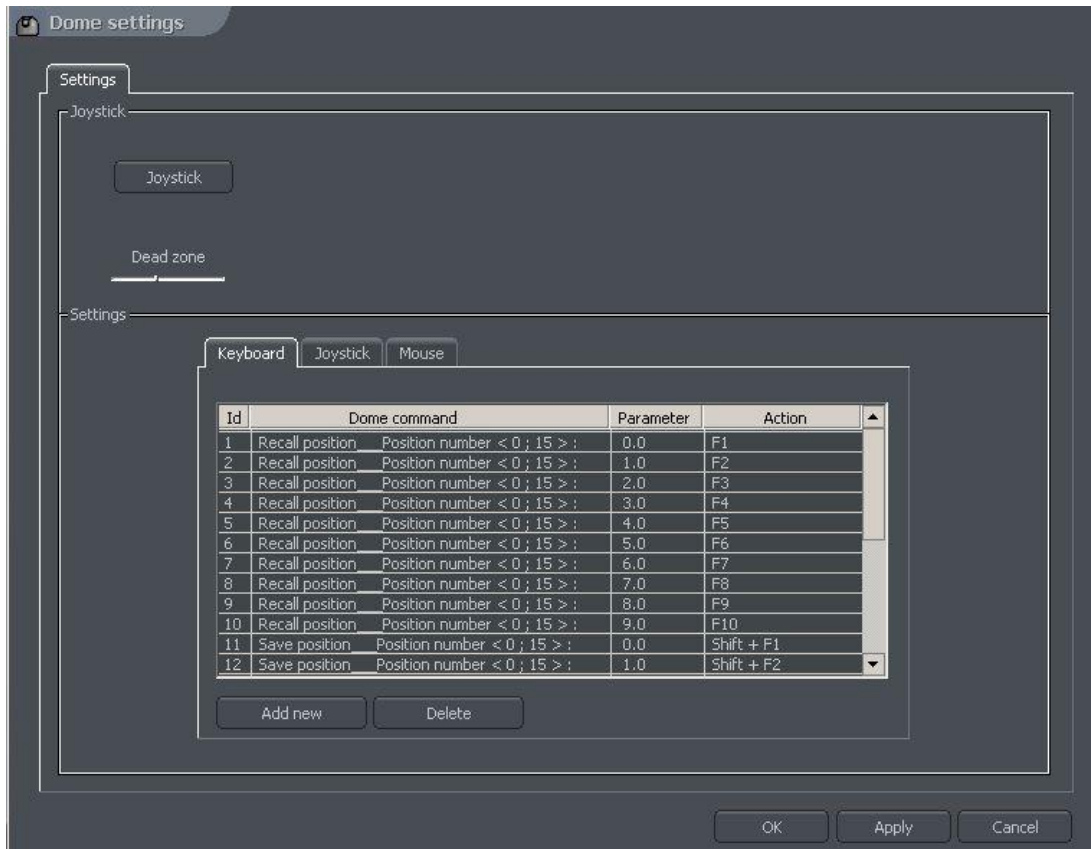 Dome settings
Settings
Joystick
Joystick
Dead zone
Settings
Keyboard Joystick Mouse
Id Dome command Parameter Action
1 Recall position___Position number < 0 ; 15 > : 0.0 F1
2 Recall position___Position number < 0 ; 15 > : 1.0 F2
3 Recall position___Position number < 0 ; 15 > : 2.0 F3
4 Recall position___Position number < 0 ; 15 > : 3.0 F4
5 Recall position___Position number < 0 ; 15 > : 4.0 F5
6 Recall position___Position number < 0 ; 15 > : 5.0 F6
7 Recall position___Position number < 0 ; 15 > : 6.0 F7
8 Recall position___Position number < 0 ; 15 > : 7.0 F8
9 Recall position___Position number < 0 ; 15 > : 8.0 F9
10 Recall position___Position number < 0 ; 15 > : 9.0 F10
11 Save position___Position number < 0 ; 15 > : 0.0 Shift + F1
12 Save position___Position number < 0 ; 15 > : 1.0 Shift + F2
Add new Delete
OK Apply Cancel